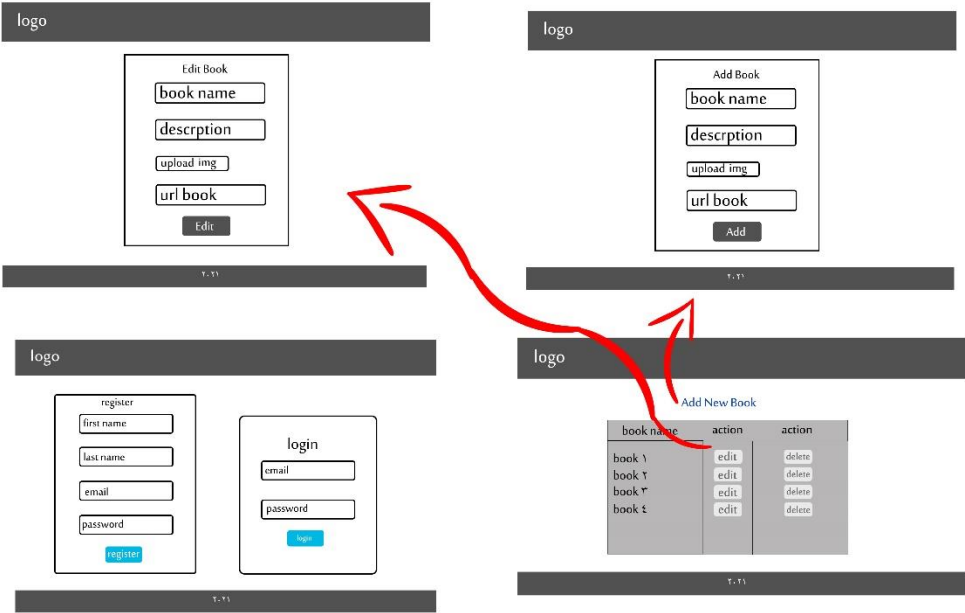 logo
Edit Book
book name
descrption
upload img
url book
Edit
٢٠٢١
logo
Add Book
book name
descrption
upload img
url book
Add
٢٠٢١
logo
register
first name
last name
email
password
register
login
email
password
login
٢٠٢١
logo
Add New Book
book name action action
book ١ edit delete
book ٢ edit delete
book ٣ edit delete
book ٤ edit delete
٢٠٢١